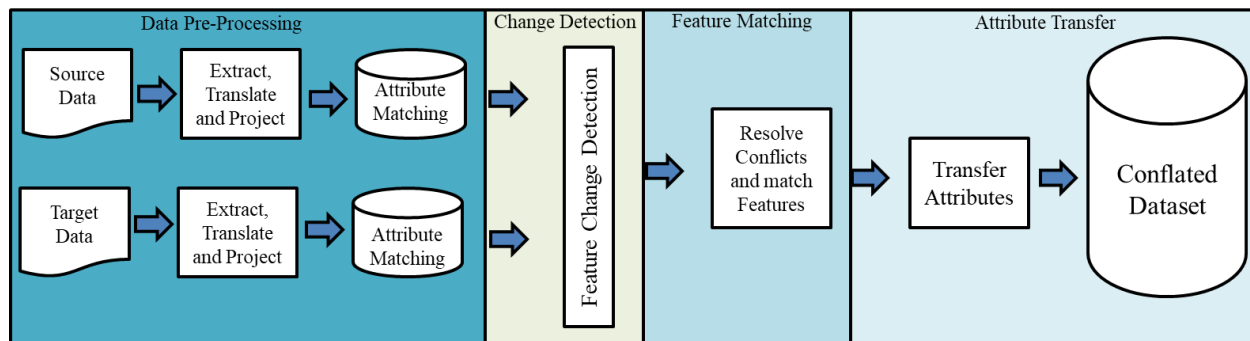 Data Pre-Processing
Change Detection
Feature Matching
Attribute Transfer
Source
Data
Extract,
Translate
and Project
Attribute
Matching
Target
Data
Extract,
Translate
and Project
Attribute
Matching
Feature Change Detection
Resolve
Conflicts
and match
Features
Transfer
Attributes
Conflated
Dataset